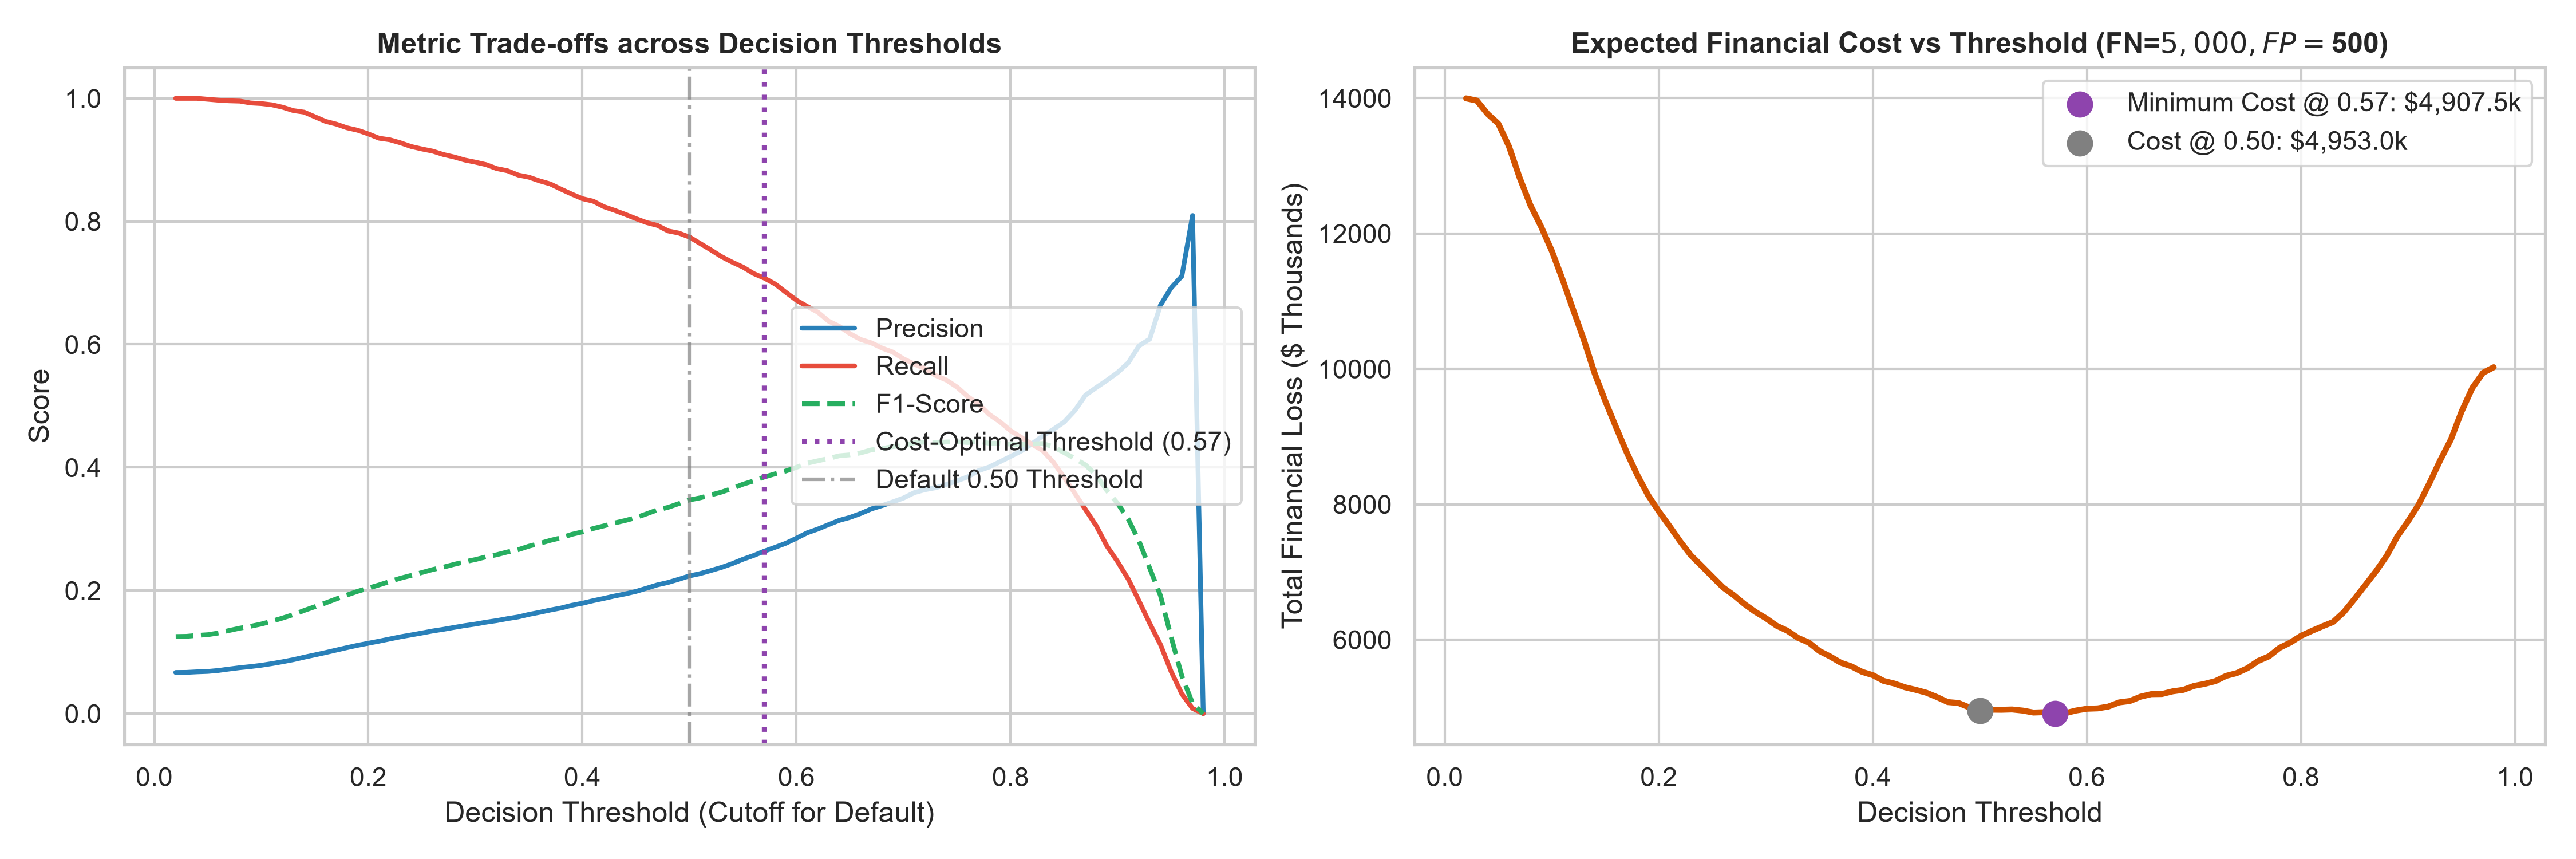 Metric Trade-offs across Decision Thresholds
Score
1.0
0.8
0.6
0.4
0.2
0.0
0.0 0.2 0.4 0.6 0.8 1.0
Decision Threshold (Cutoff for Default)
Precision
Recall
F1-Score
Cost-Optimal Threshold (0.57)
Default 0.50 Threshold
Expected Financial Cost vs Threshold (FN=5,000,FP=500)
Total Financial Loss ($ Thousands)
14000
12000
10000
8000
6000
0.0 0.2 0.4 0.6 0.8 1.0
Decision Threshold
Minimum Cost @ 0.57: $4,907.5k
Cost @ 0.50: $4,953.0k